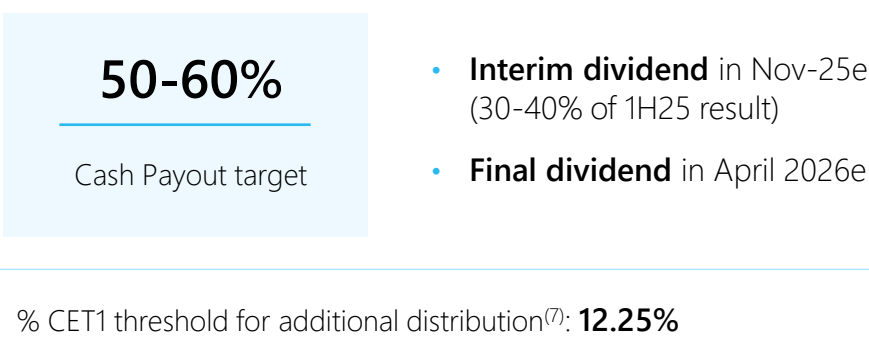 50-60%
Cash Payout target
• Interim dividend in Nov-25e
(30-40% of 1H25 result)
• Final dividend in April 2026e
% CET1 threshold for additional distribution(7): 12.25%